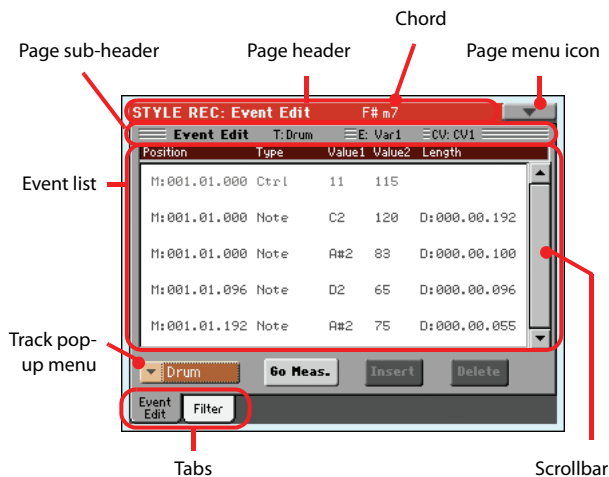 Chord
Page sub-header Page header Page menu icon
STYLE REC: Event Edit F# m7
Event Edit T: Drum E: Var1 CV: CV1
Position Type Value1 Value2 Length
Event list
M:001.01.000 Ctrl 11 115
M:001.01.000 Note C2 120 D:000.00.192
M:001.01.000 Note A#2 83 D:000.00.100
M:001.01.096 Note D2 65 D:000.00.096
M:001.01.192 Note A#2 75 D:000.00.055
Track pop-
up menu
Drum Go Meas. Insert Delete
Event
Edit
Filter
Tabs Scrollbar